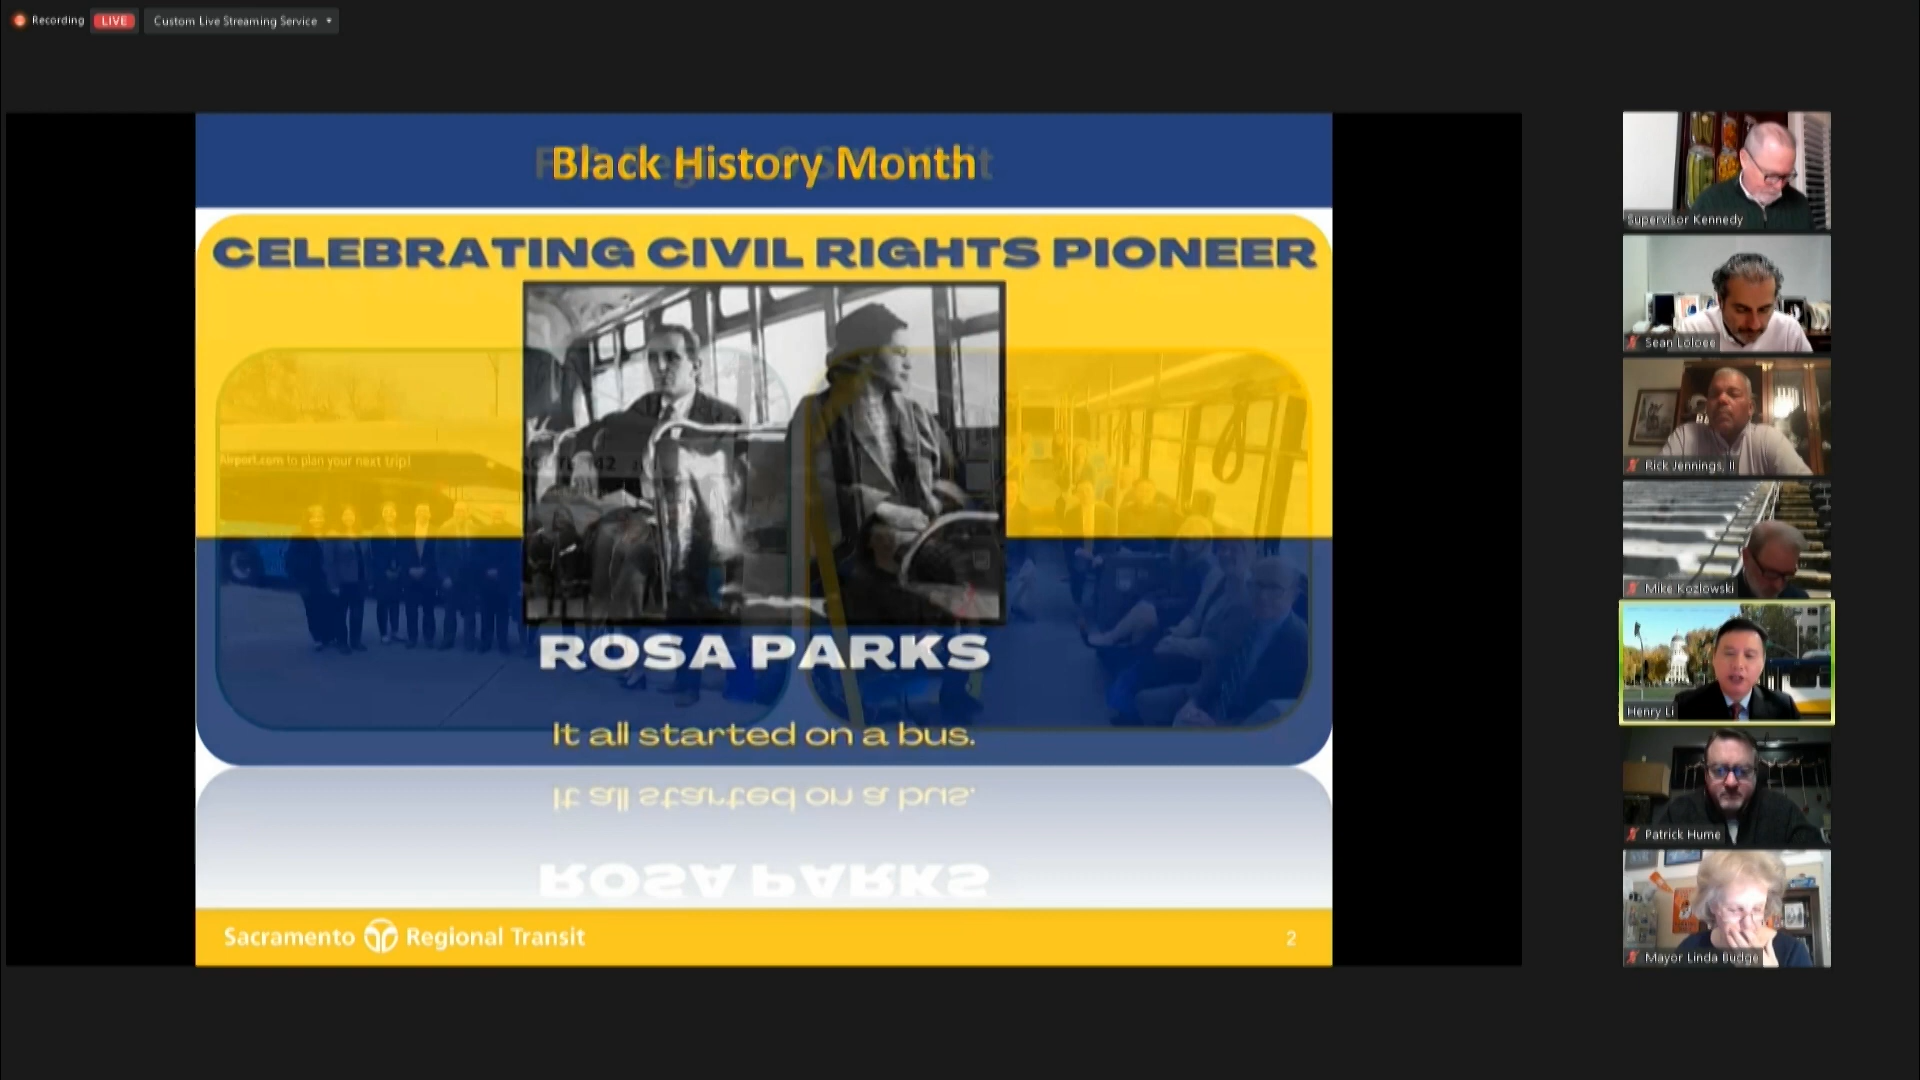 Recording
LIVE
Custom Live Streaming Service
Black History Month
CELEBRATING CIVIL RIGHTS PIONEER
Airport.com to plan your next trip!
ROSA PARKS
It all started on a bus.
It all started on a bus.
ROSA PARKS
Sacramento Regional Transit
2
Supervisor Kennedy
Sean Loloee
Rick Jennings, II
Mike Kozlowski
Henry Li
Patrick Hume
Mayor Linda Budge